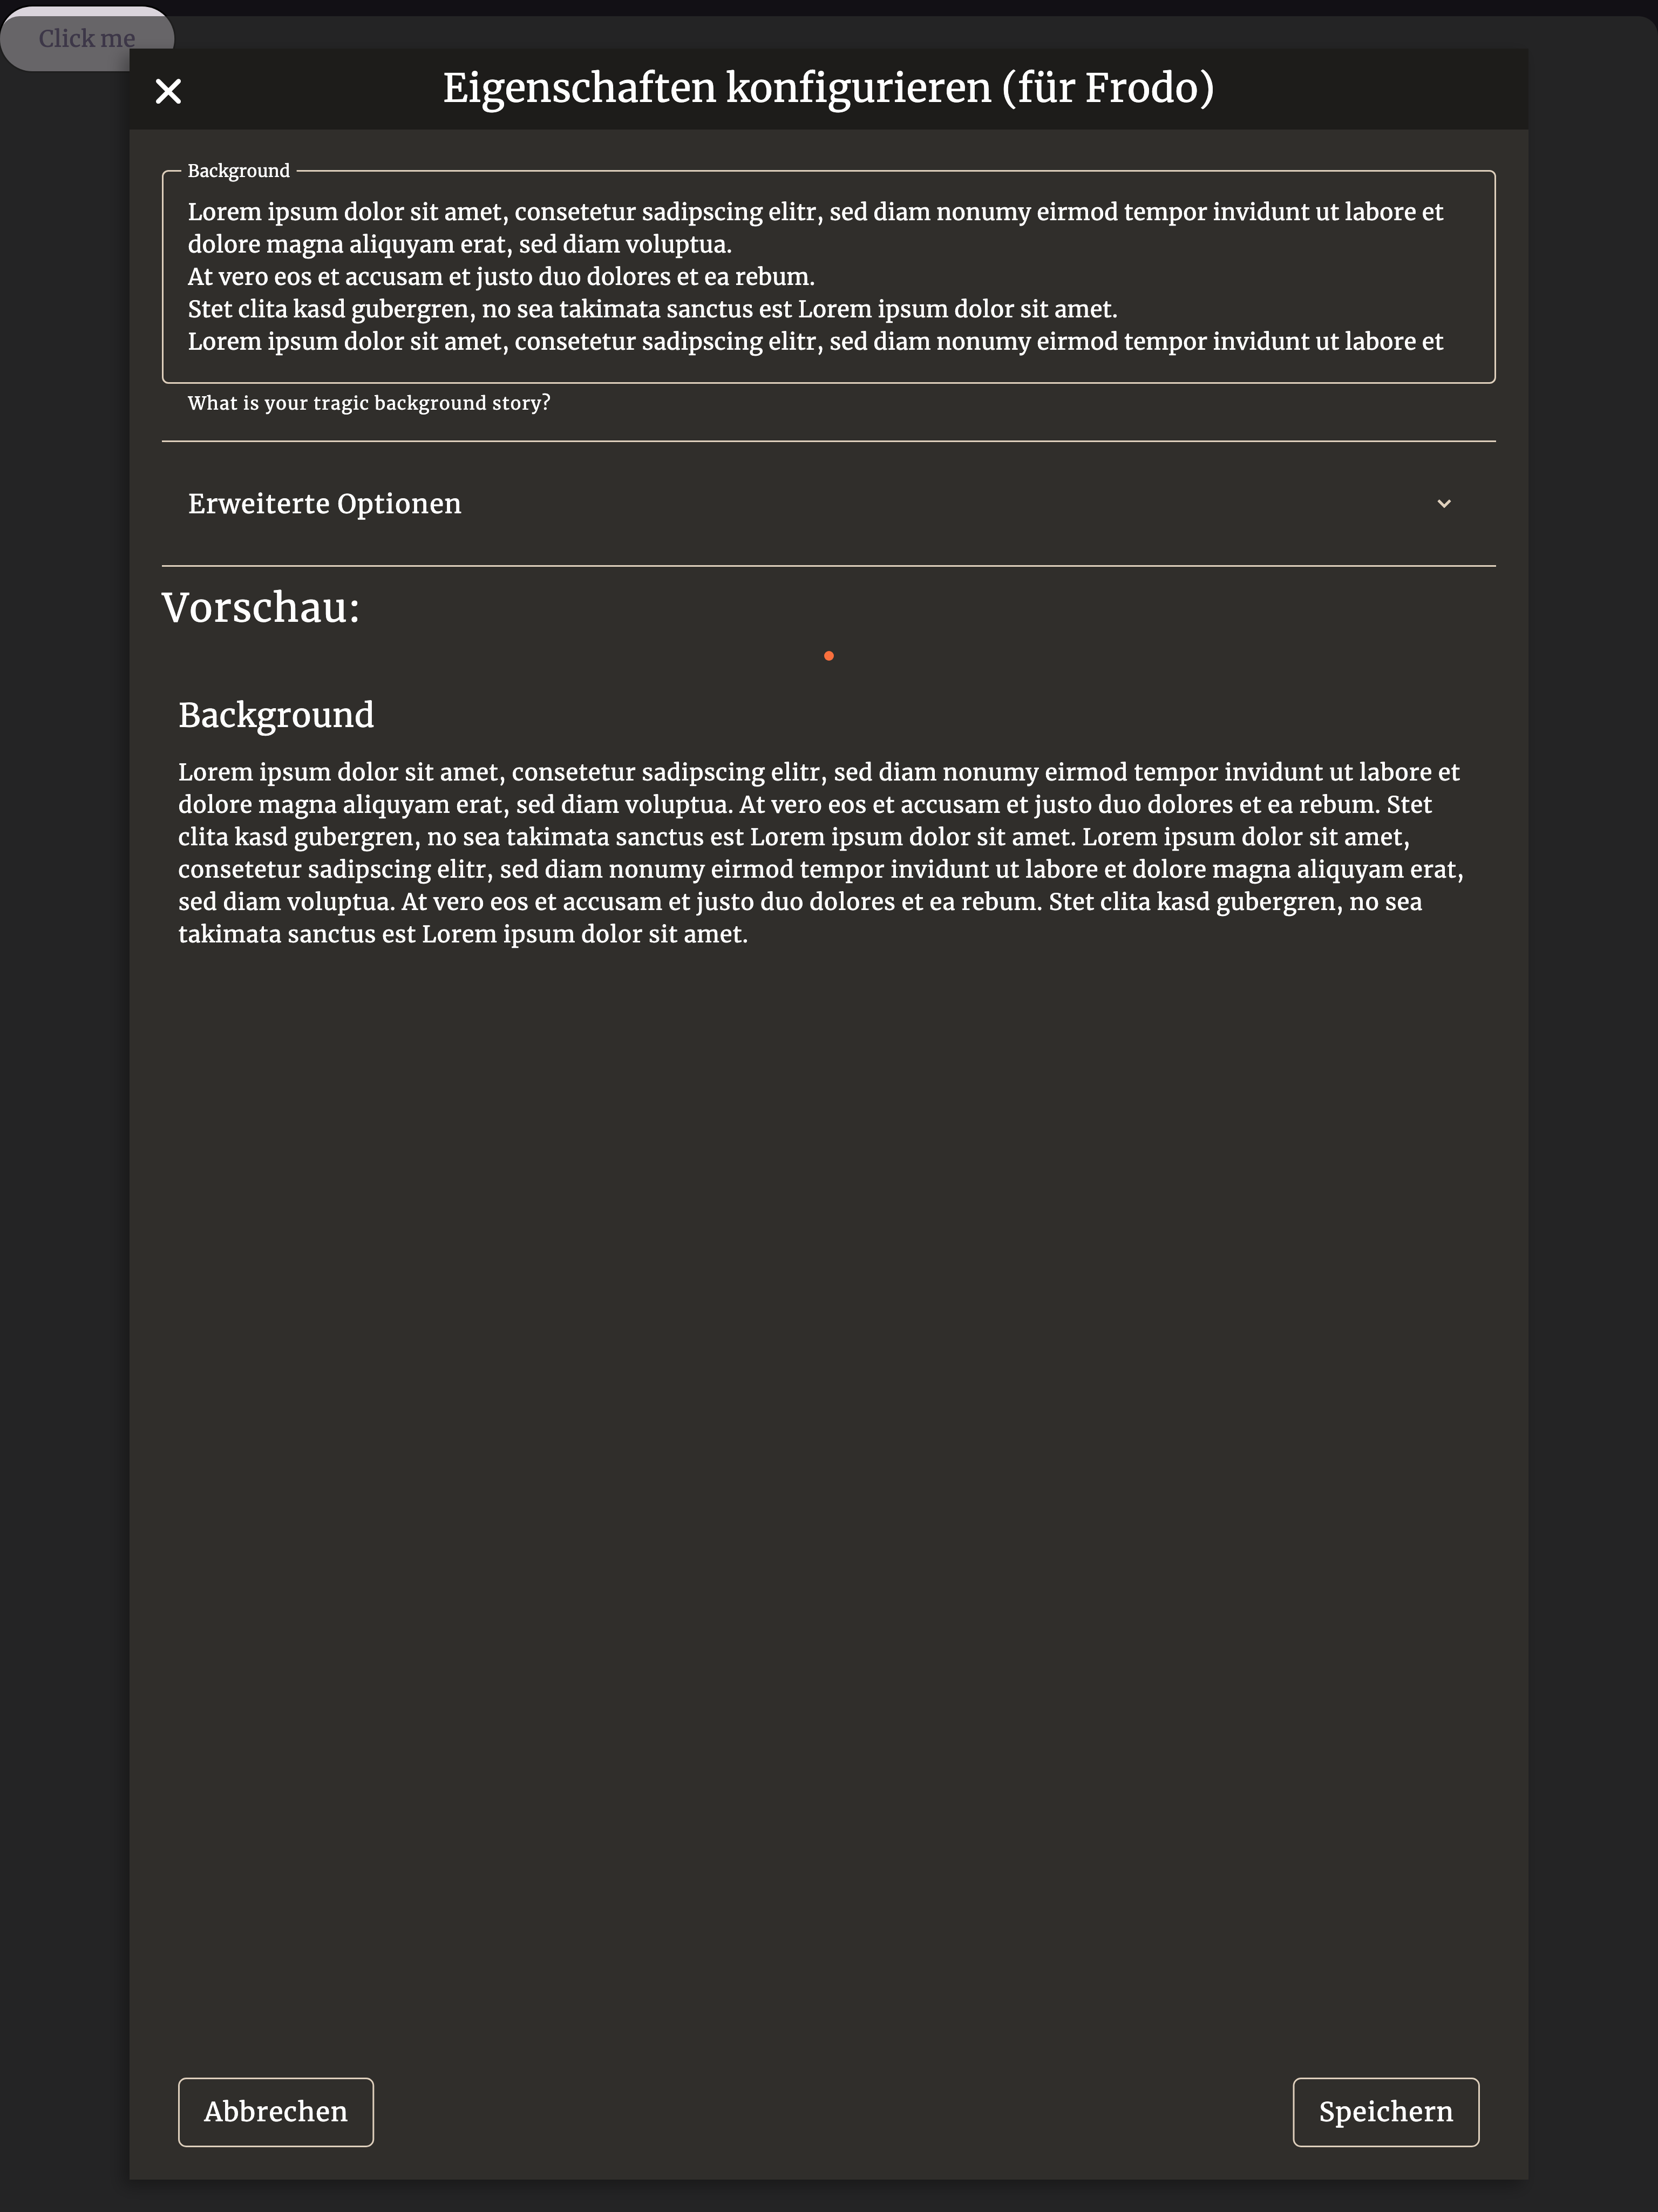 Click me
Eigenschaften konfigurieren (für Frodo)
Background
Lorem ipsum dolor sit amet, consetetur sadipscing elitr, sed diam nonumy eirmod tempor invidunt ut labore et
dolore magna aliquyam erat, sed diam voluptua.
At vero eos et accusam et justo duo dolores et ea rebum.
Stet clita kasd gubergren, no sea takimata sanctus est Lorem ipsum dolor sit amet.
Lorem ipsum dolor sit amet, consetetur sadipscing elitr, sed diam nonumy eirmod tempor invidunt ut labore et
What is your tragic background story?
Erweiterte Optionen
Vorschau:
Background
Lorem ipsum dolor sit amet, consetetur sadipscing elitr, sed diam nonumy eirmod tempor invidunt ut labore et
dolore magna aliquyam erat, sed diam voluptua. At vero eos et accusam et justo duo dolores et ea rebum. Stet
clita kasd gubergren, no sea takimata sanctus est Lorem ipsum dolor sit amet. Lorem ipsum dolor sit amet,
consetetur sadipscing elitr, sed diam nonumy eirmod tempor invidunt ut labore et dolore magna aliquyam erat,
sed diam voluptua. At vero eos et accusam et justo duo dolores et ea rebum. Stet clita kasd gubergren, no sea
takimata sanctus est Lorem ipsum dolor sit amet.
Abbrechen
Speichern